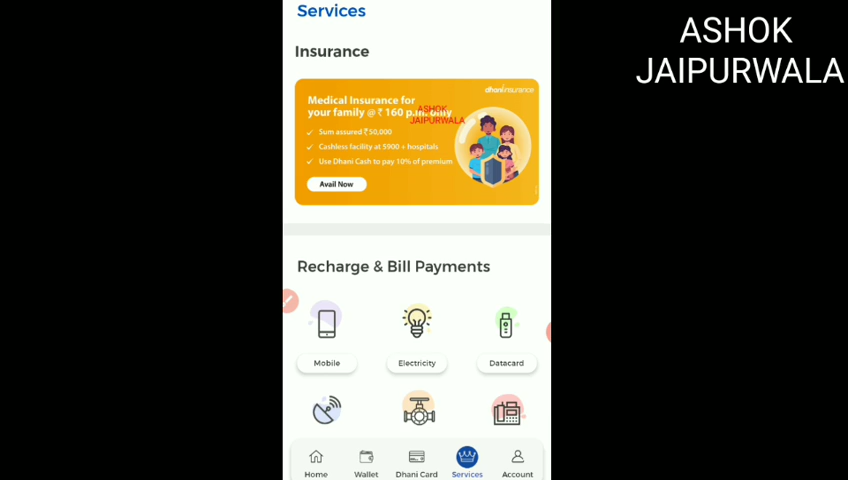 Services
ASHOK
JAIPURWALA
Insurance
dhani insurance
Medical Insurance for
your family @ ₹ 160 p.m. only
ASHOK
JAIPURWALA
Sum assured ₹50,000
Cashless facility at 5900 + hospitals
Use Dhani Cash to pay 10% of premium
Avail Now
Recharge & Bill Payments
Mobile
Electricity
Datacard
Home
Wallet
Dhani Card
Services
Account